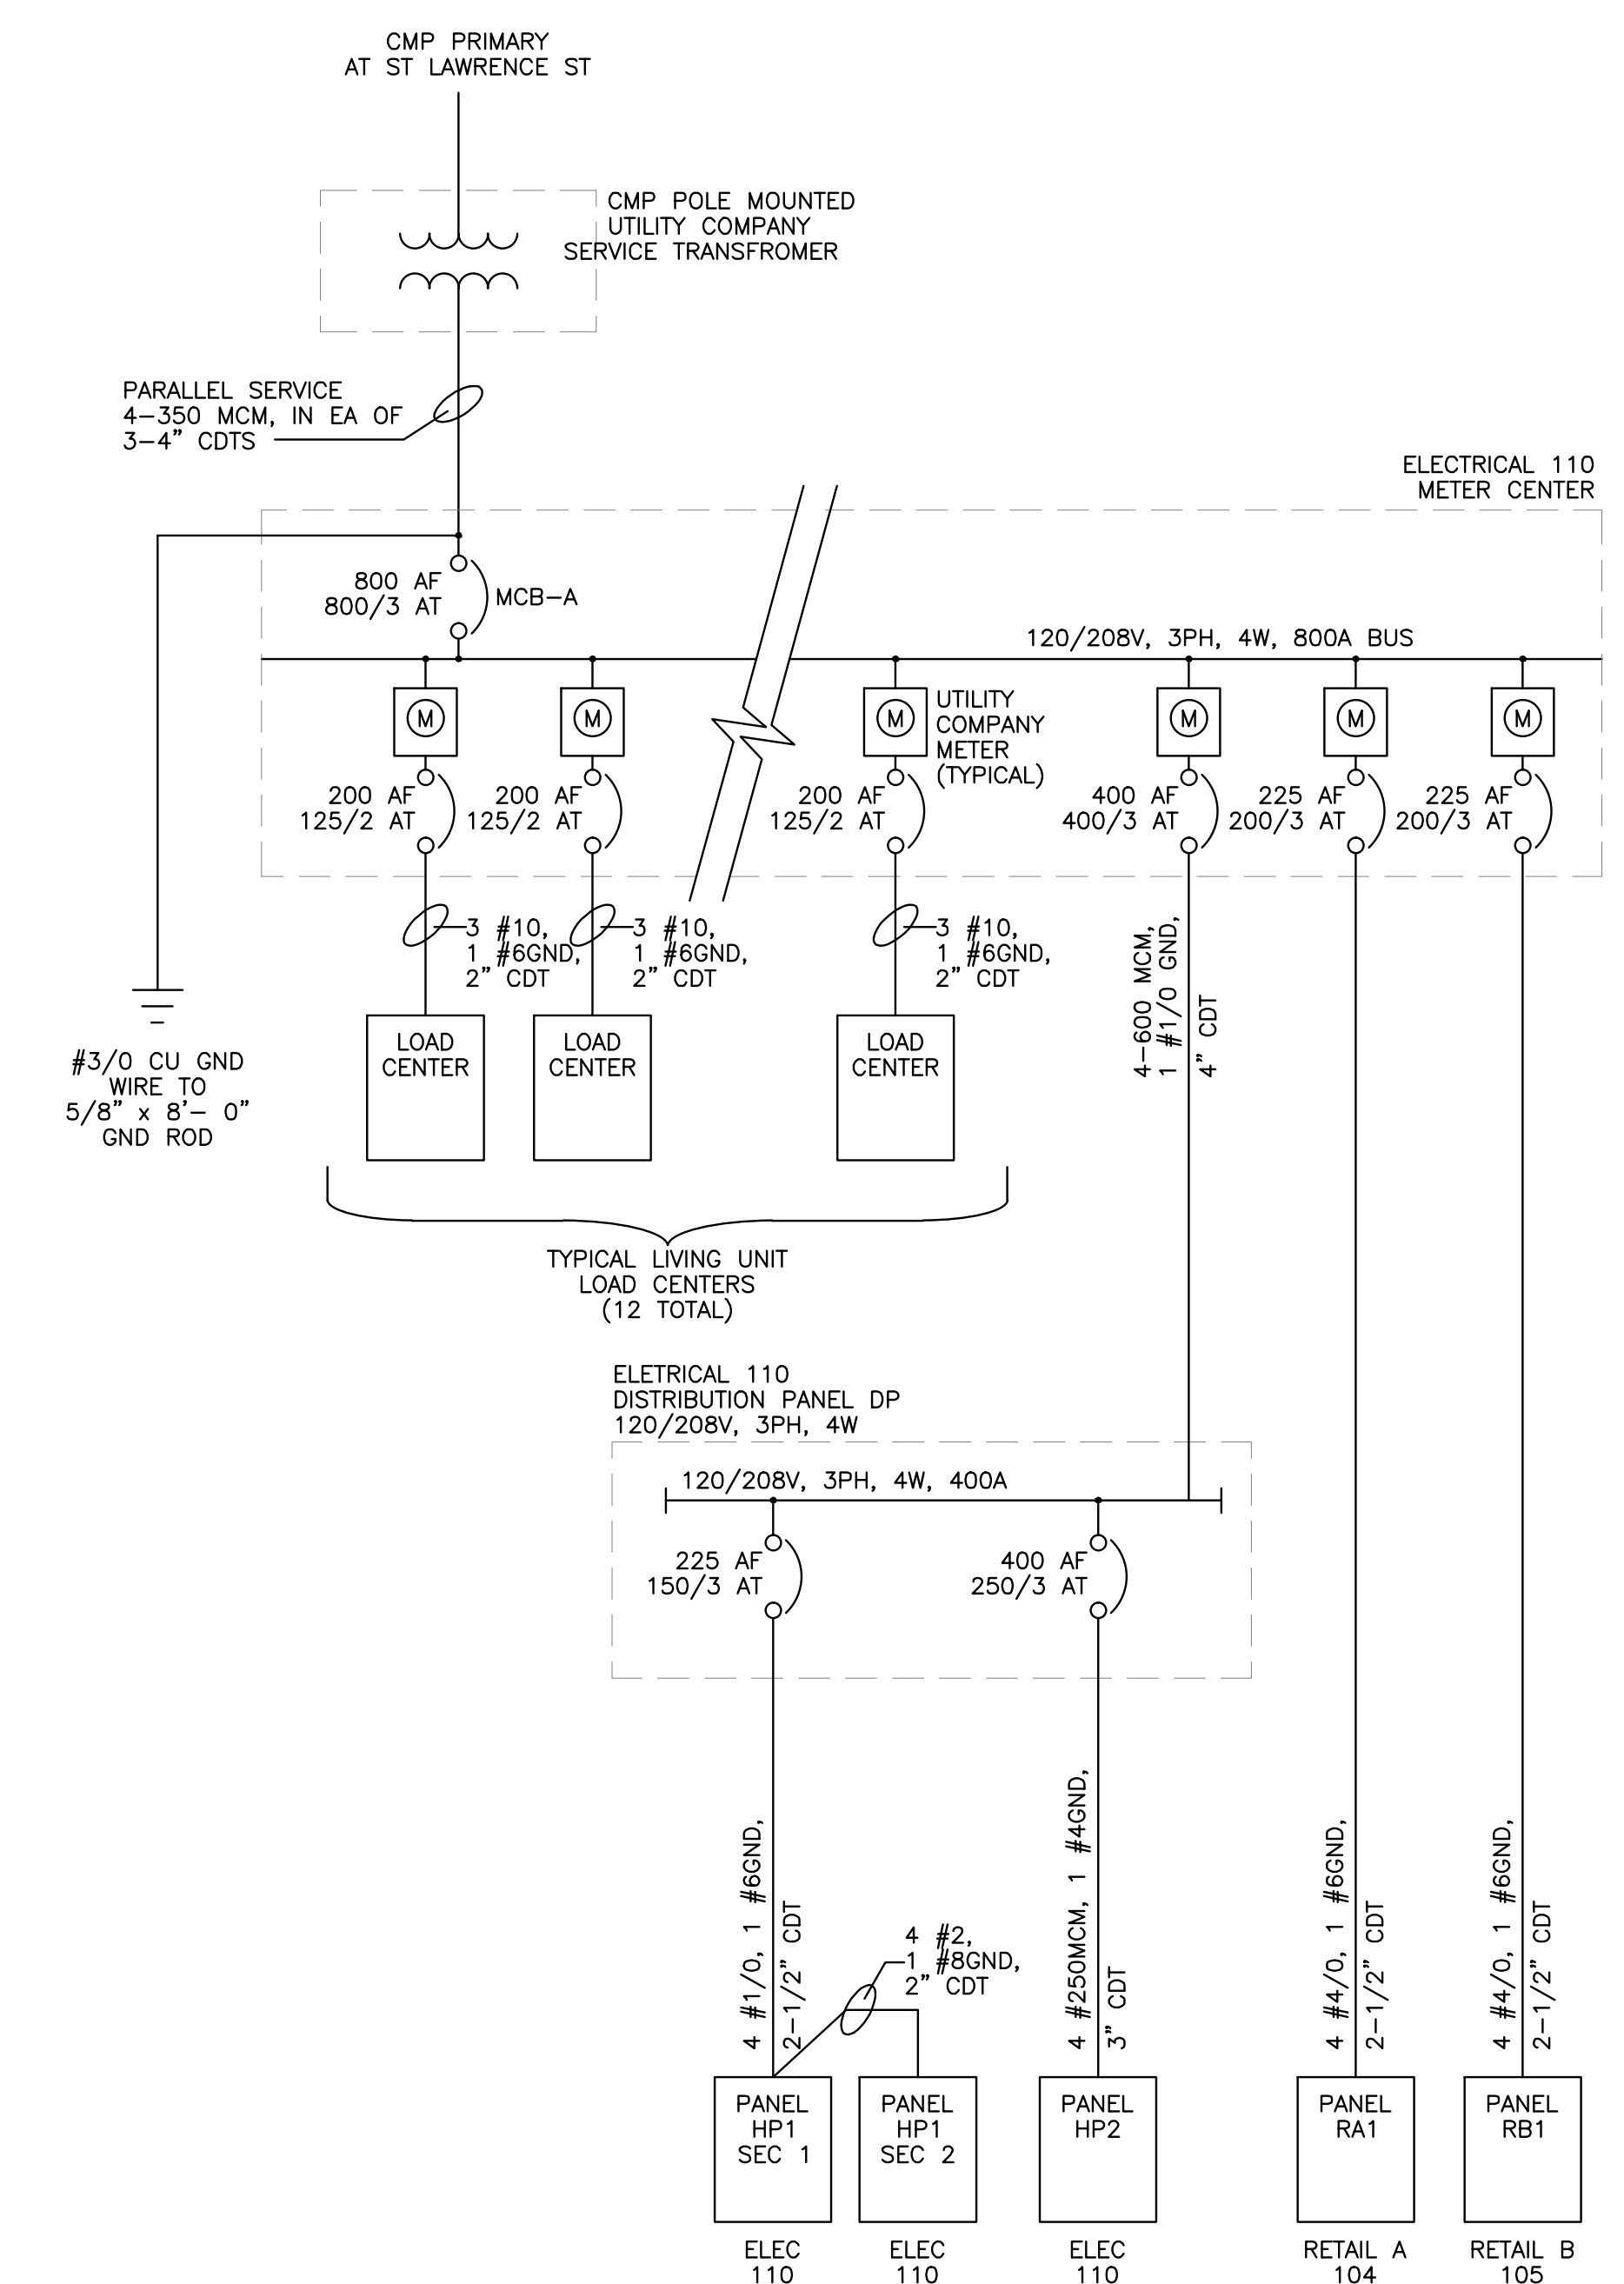 CMP PRIMARY
AT ST LAWRENCE ST
CMP POLE MOUNTED
UTILITY COMPANY
SERVICE TRANSFROMER
PARALLEL SERVICE
4-350 MCM, IN EA OF
3-4" CDTS
ELECTRICAL 110
METER CENTER
800 AF
800/3 AT
MCB-A
120/208V, 3PH, 4W, 800A BUS
M
M
M
UTILITY
COMPANY
METER
(TYPICAL)
M
M
M
200 AF
125/2 AT
200 AF
125/2 AT
200 AF
125/2 AT
400 AF
400/3 AT
225 AF
200/3 AT
225 AF
200/3 AT
3 #10,
1 #6GND,
2" CDT
3 #10,
1 #6GND,
2" CDT
3 #10,
1 #6GND,
2" CDT
4-600 MCM,
1 #1/0 GND,
4" CDT
LOAD
CENTER
LOAD
CENTER
LOAD
CENTER
#3/0 CU GND
WIRE TO
5/8" x 8'- 0"
GND ROD
TYPICAL LIVING UNIT
LOAD CENTERS
(12 TOTAL)
ELETRICAL 110
DISTRIBUTION PANEL DP
120/208V, 3PH, 4W
120/208V, 3PH, 4W, 400A
225 AF
150/3 AT
400 AF
250/3 AT
4 #1/0, 1 #6GND,
2-1/2" CDT
4 #2,
1 #8GND,
2" CDT
4 #250MCM, 1 #4GND,
3" CDT
4 #4/0, 1 #6GND,
2-1/2" CDT
4 #4/0, 1 #6GND,
2-1/2" CDT
PANEL
HP1
SEC 1
PANEL
HP1
SEC 2
PANEL
HP2
PANEL
RA1
PANEL
RB1
ELEC
110
ELEC
110
ELEC
110
RETAIL A
104
RETAIL B
105